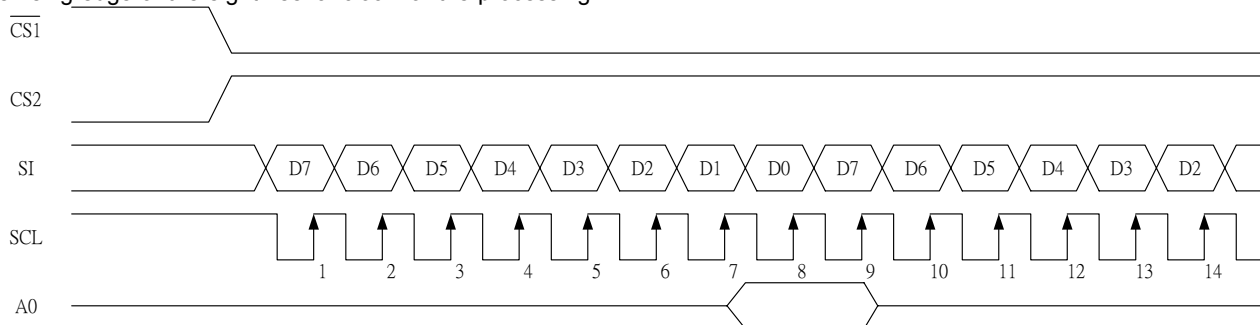 CS1
CS2
SI D7 D6 D5 D4 D3 D2 D1 D0 D7 D6 D5 D4 D3 D2
SCL
1 2 3 4 5 6 7 8 9 10 11 12 13 14
A0